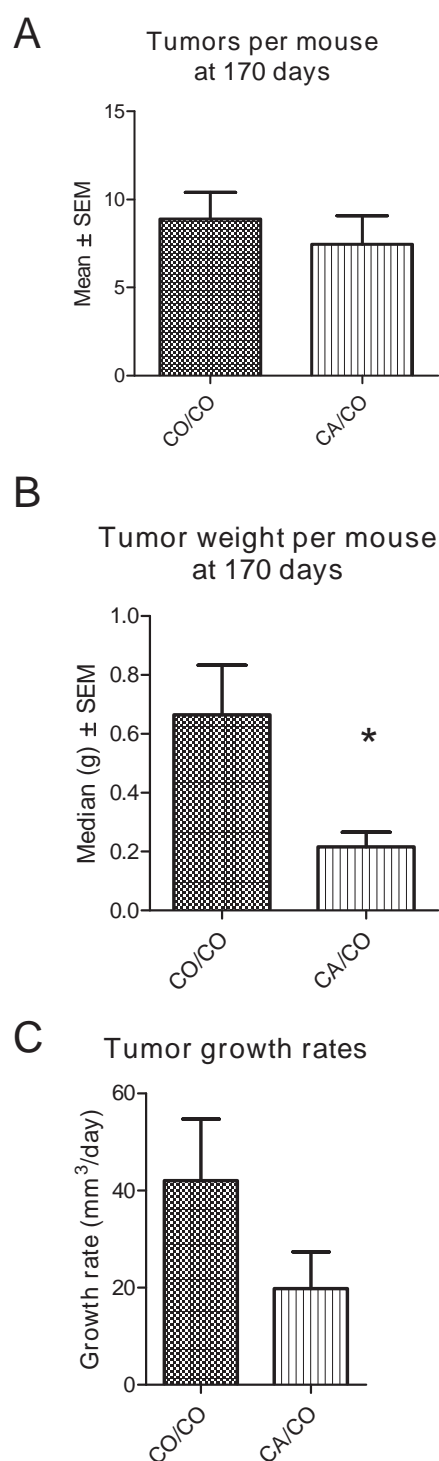 A
Tumors per mouse
at 170 days
Mean ± SEM
15
10
5
0
CO/CO
CA/CO
B
Tumor weight per mouse
at 170 days
Median (g) ± SEM
1.0
0.8
0.6
0.4
0.2
0.0
*
CO/CO
CA/CO
C
Tumor growth rates
Growth rate (mm³/day)
60
40
20
0
CO/CO
CA/CO